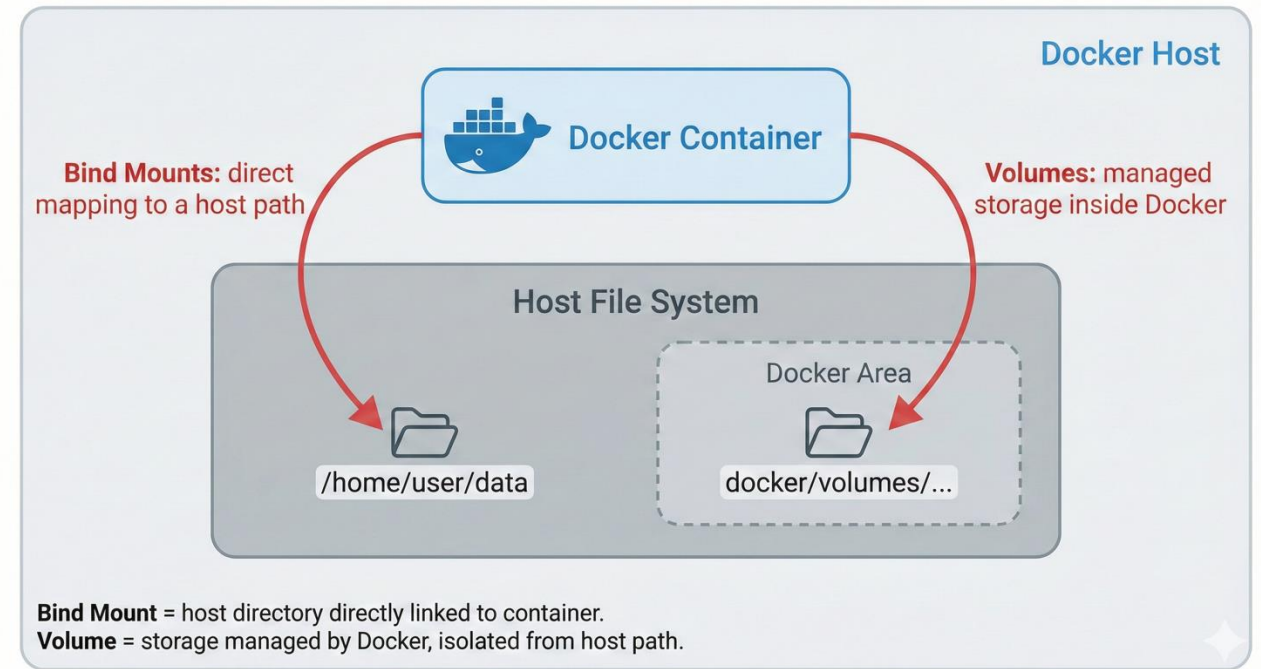 Docker Host
Docker Container
Bind Mounts: direct
mapping to a host path
Volumes: managed
storage inside Docker
Host File System
Docker Area
/home/user/data
docker/volumes/...
Bind Mount = host directory directly linked to container.
Volume = storage managed by Docker, isolated from host path.